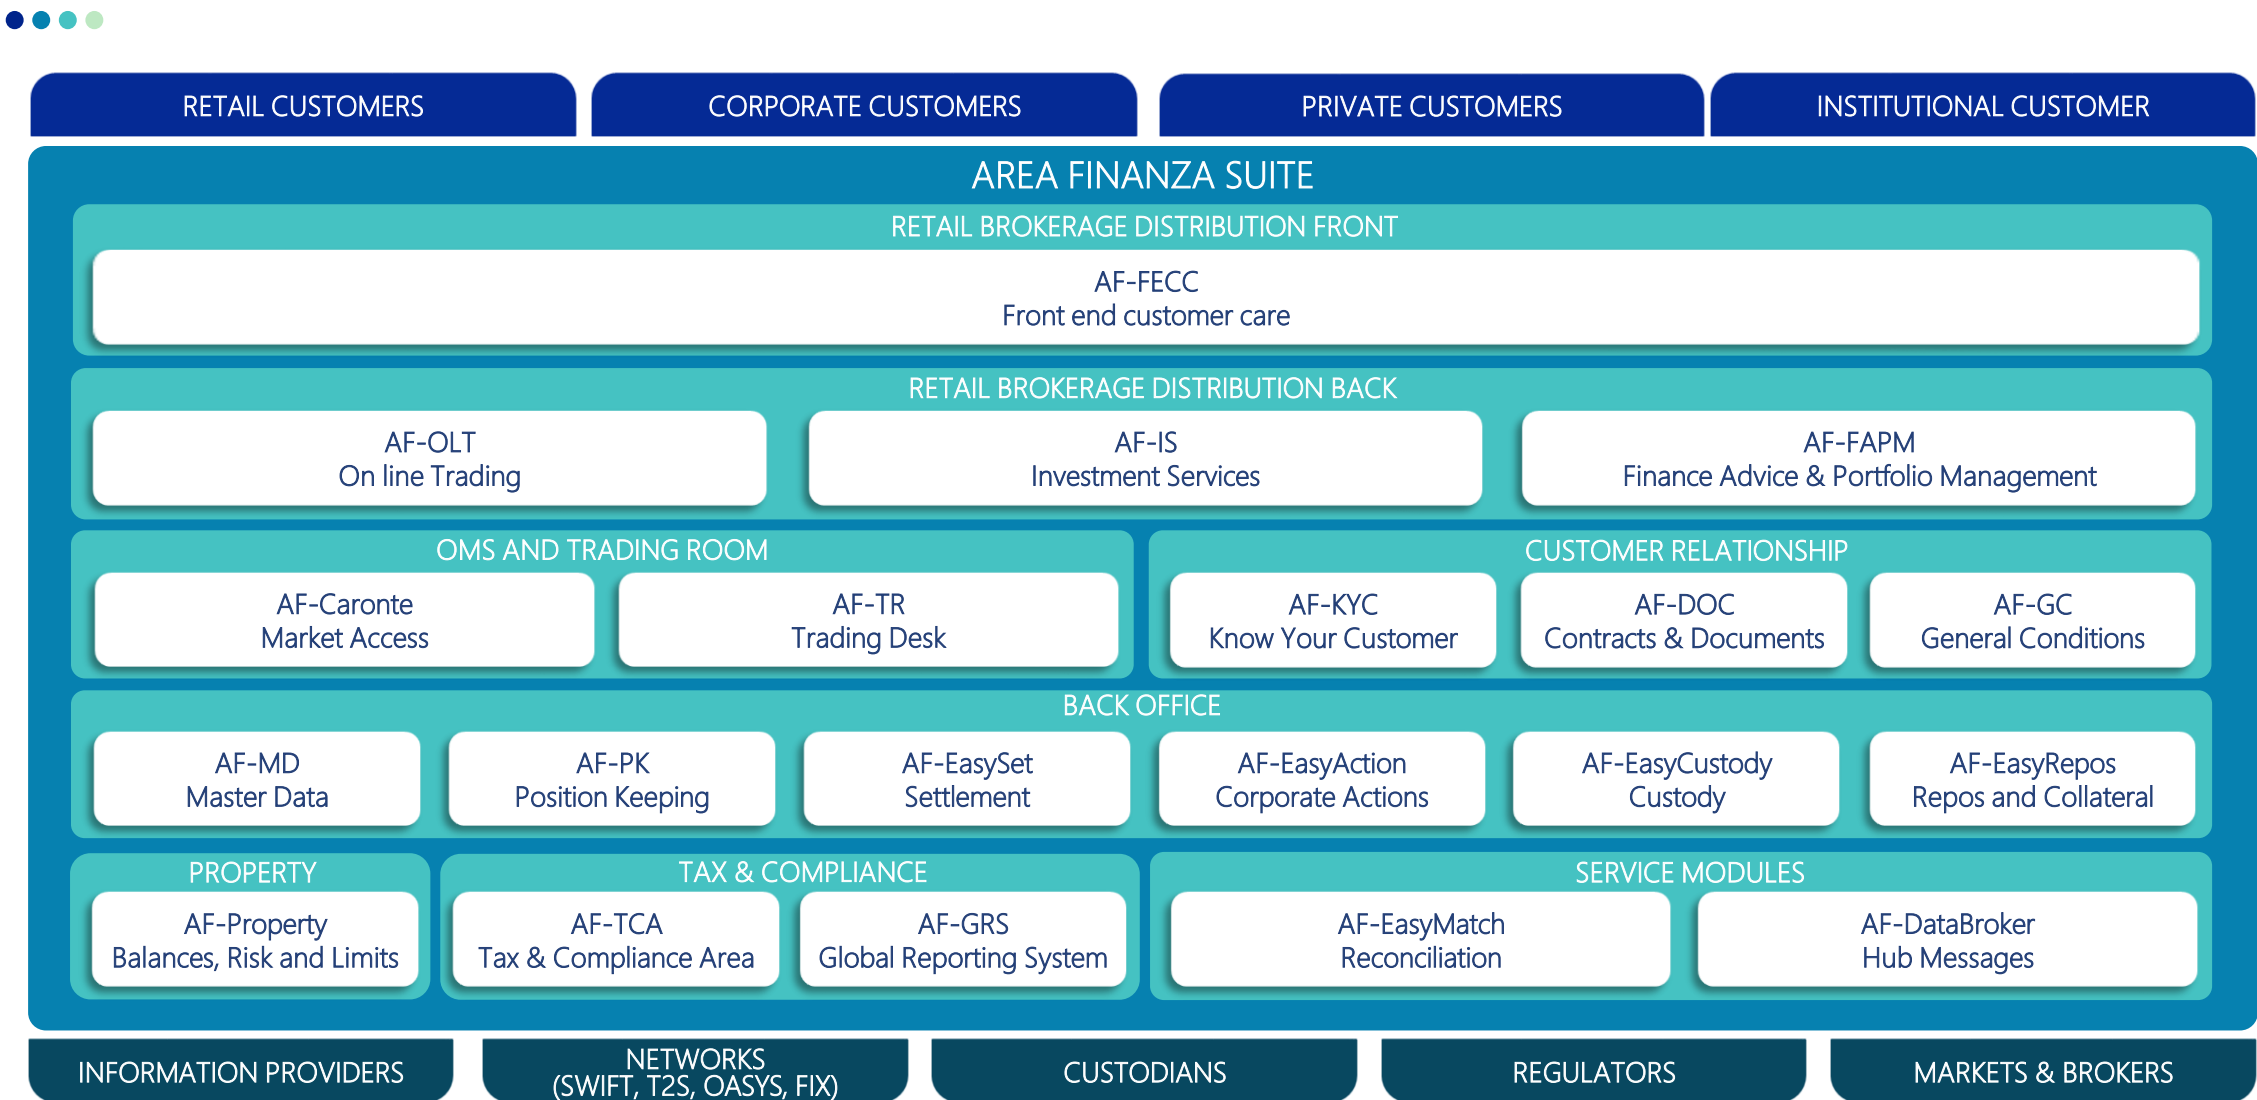 RETAIL CUSTOMERS
CORPORATE CUSTOMERS
PRIVATE CUSTOMERS
INSTITUTIONAL CUSTOMER
AREA FINANZA SUITE
RETAIL BROKERAGE DISTRIBUTION FRONT
AF-FECC
Front end customer care
RETAIL BROKERAGE DISTRIBUTION BACK
AF-OLT
On line Trading
AF-IS
Investment Services
AF-FAPM
Finance Advice & Portfolio Management
OMS AND TRADING ROOM
AF-Caronte
Market Access
AF-TR
Trading Desk
CUSTOMER RELATIONSHIP
AF-KYC
Know Your Customer
AF-DOC
Contracts & Documents
AF-GC
General Conditions
BACK OFFICE
AF-MD
Master Data
AF-PK
Position Keeping
AF-EasySet
Settlement
AF-EasyAction
Corporate Actions
AF-EasyCustody
Custody
AF-EasyRepos
Repos and Collateral
PROPERTY
AF-Property
Balances, Risk and Limits
TAX & COMPLIANCE
AF-TCA
Tax & Compliance Area
AF-GRS
Global Reporting System
SERVICE MODULES
AF-EasyMatch
Reconciliation
AF-DataBroker
Hub Messages
INFORMATION PROVIDERS
NETWORKS
(SWIFT, T2S, OASYS, FIX)
CUSTODIANS
REGULATORS
MARKETS & BROKERS